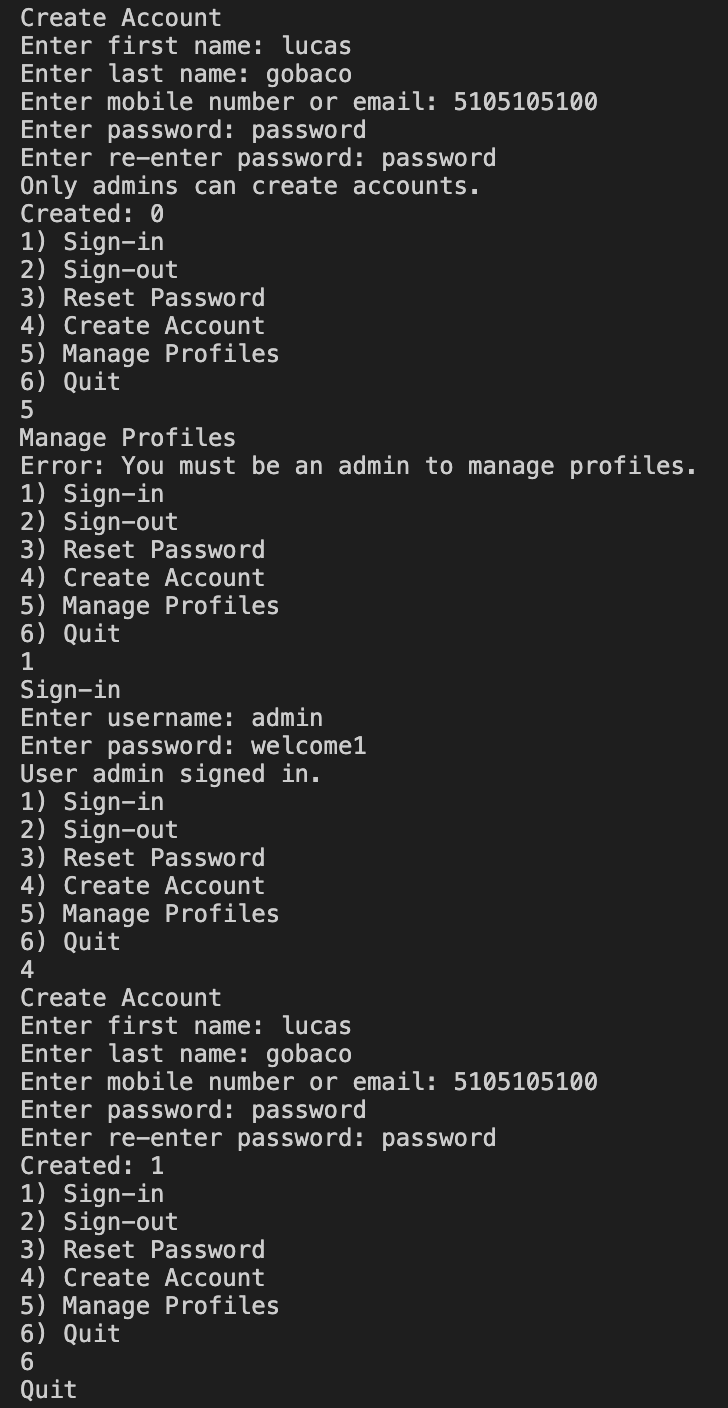 Create Account
Enter first name: lucas
Enter last name: gobaco
Enter mobile number or email: 5105105100
Enter password: password
Enter re-enter password: password
Only admins can create accounts.
Created: 0
1) Sign-in
2) Sign-out
3) Reset Password
4) Create Account
5) Manage Profiles
6) Quit
5
Manage Profiles
Error: You must be an admin to manage profiles.
1) Sign-in
2) Sign-out
3) Reset Password
4) Create Account
5) Manage Profiles
6) Quit
1
Sign-in
Enter username: admin
Enter password: welcome1
User admin signed in.
1) Sign-in
2) Sign-out
3) Reset Password
4) Create Account
5) Manage Profiles
6) Quit
4
Create Account
Enter first name: lucas
Enter last name: gobaco
Enter mobile number or email: 5105105100
Enter password: password
Enter re-enter password: password
Created: 1
1) Sign-in
2) Sign-out
3) Reset Password
4) Create Account
5) Manage Profiles
6) Quit
6
Quit